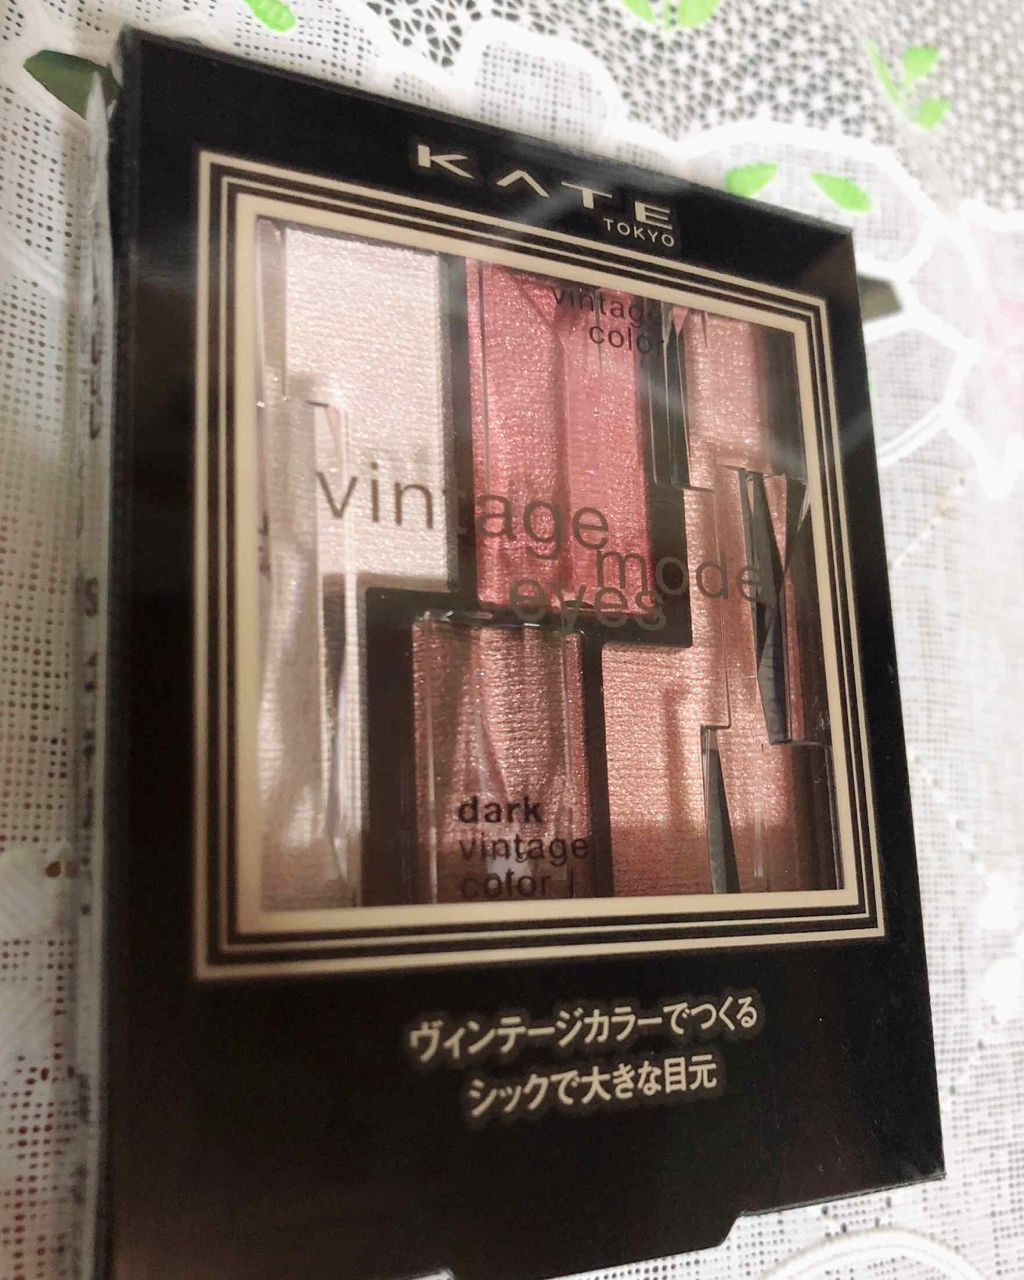 KATE
TOKYO
vintage
color
vintage
mode
eyes
dark
vintage
color
ヴィンテージカラーでつくる
シックで大きな目元